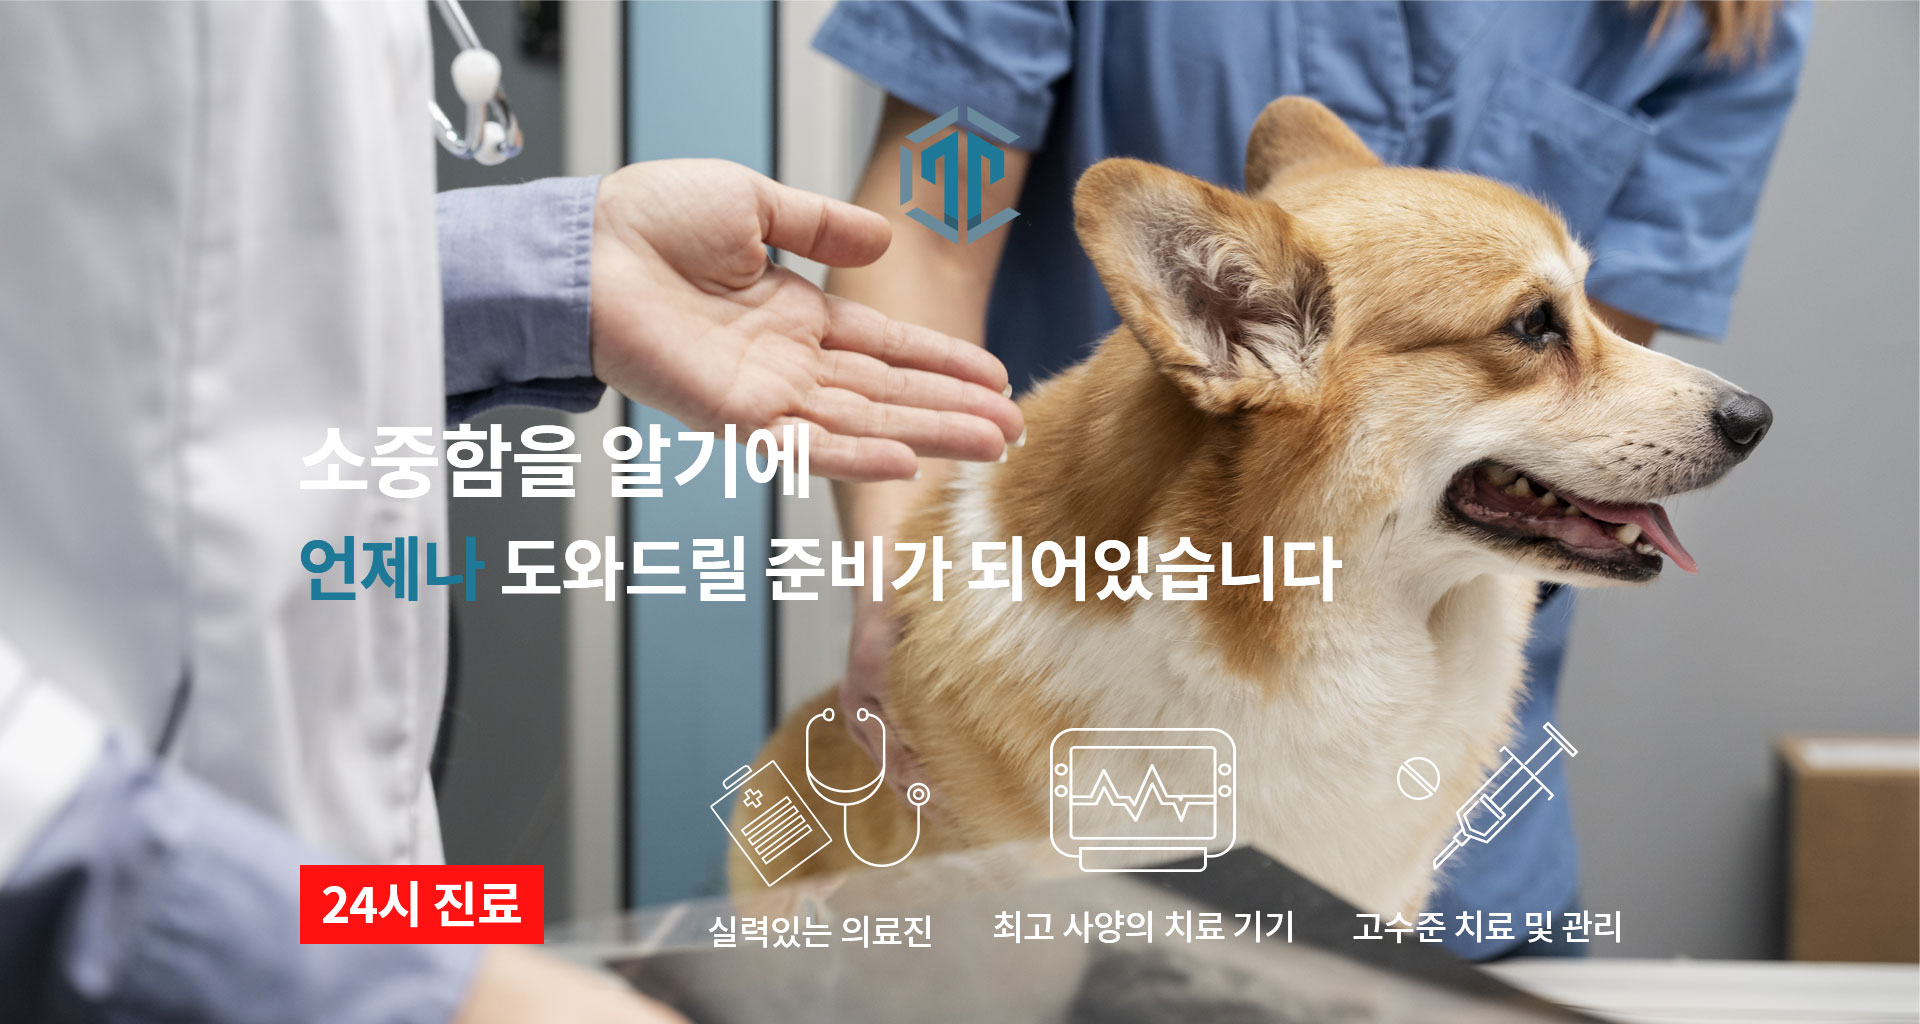 소중함을 알기에
언제나 도와드릴 준비가 되어있습니다
24시 진료
실력있는 의료진
최고 사양의 치료 기기
고수준 치료 및 관리